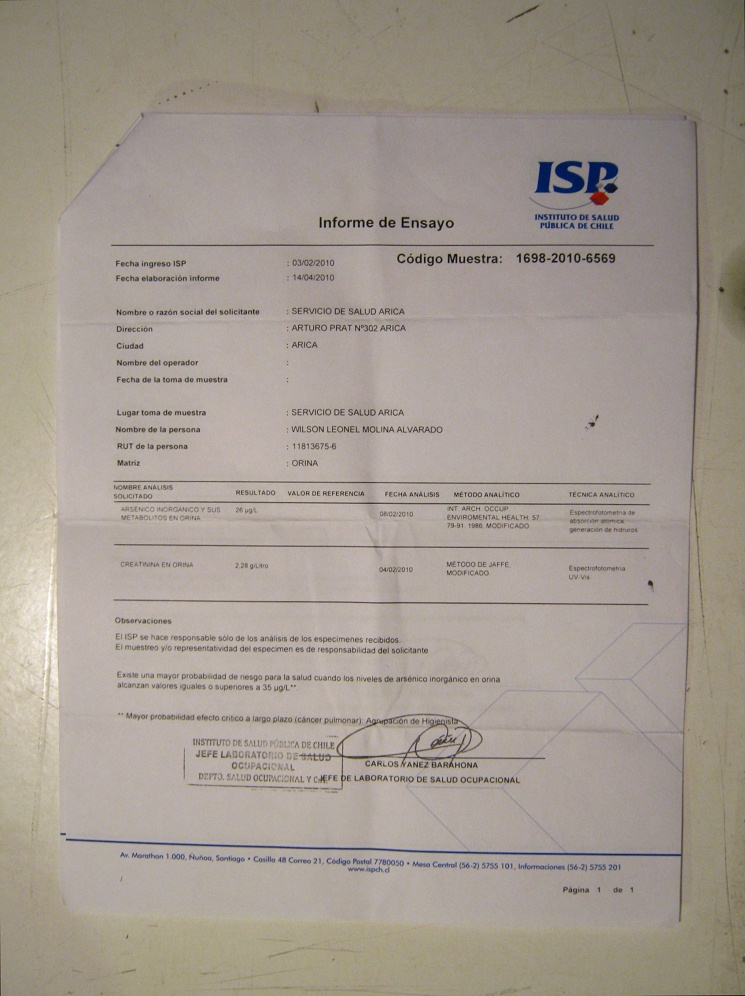 ISP
INSTITUTO DE SALUD
PÚBLICA DE CHILE
Informe de Ensayo
Fecha ingreso ISP : 03/02/2010
Código Muestra: 1698-2010-6569
Fecha elaboración informe : 14/04/2010
Nombre o razón social del solicitante : SERVICIO DE SALUD ARICA
Dirección : ARTURO PRAT Nº302 ARICA
Ciudad : ARICA
Nombre del operador :
Fecha de la toma de muestra :
Lugar toma de muestra : SERVICIO DE SALUD ARICA
Nombre de la persona : WILSON LEONEL MOLINA ALVARADO
RUT de la persona : 11813675-6
Matriz : ORINA
NOMBRE ANÁLISIS SOLICITADO RESULTADO VALOR DE REFERENCIA FECHA ANÁLISIS MÉTODO ANALÍTICO TÉCNICA ANALÍTICO
ARSÉNICO INORGÁNICO Y SUS METABOLITOS EN ORINA 26 µg/L 08/02/2010 INT. ARCH. OCCUP. ENVIROMENTAL HEALTH. 57: 79-91. 1986, MODIFICADO Espectrofotometría de absorción atómica generación de hidruros
CREATININA EN ORINA 2,28 g/Litro 04/02/2010 MÉTODO DE JAFFE, MODIFICADO Espectrofotometría UV-Vis
Observaciones
El ISP se hace responsable sólo de los análisis de los especimenes recibidos.
El muestreo y/o representatividad del especimen es de responsabilidad del solicitante
Existe una mayor probabilidad de riesgo para la salud cuando los niveles de arsénico inorgánico en orina
alcanzan valores iguales o superiores a 35 µg/L**.
** Mayor probabilidad efecto crítico a largo plazo (cáncer pulmonar): Agrupación de Higienista
INSTITUTO DE SALUD PÚBLICA DE CHILE
JEFE LABORATORIO DE SALUD
OCUPACIONAL
DEPTO. SALUD OCUPACIONAL Y
CARLOS YANEZ BARAHONA
JEFE DE LABORATORIO DE SALUD OCUPACIONAL
Av. Marathon 1.000, Ñuñoa, Santiago • Casilla 48 Correo 21, Código Postal 7780050 • Mesa Central (56-2) 5755 101, Informaciones (56-2) 5755 201
www.ispch.cl
Página 1 de 1